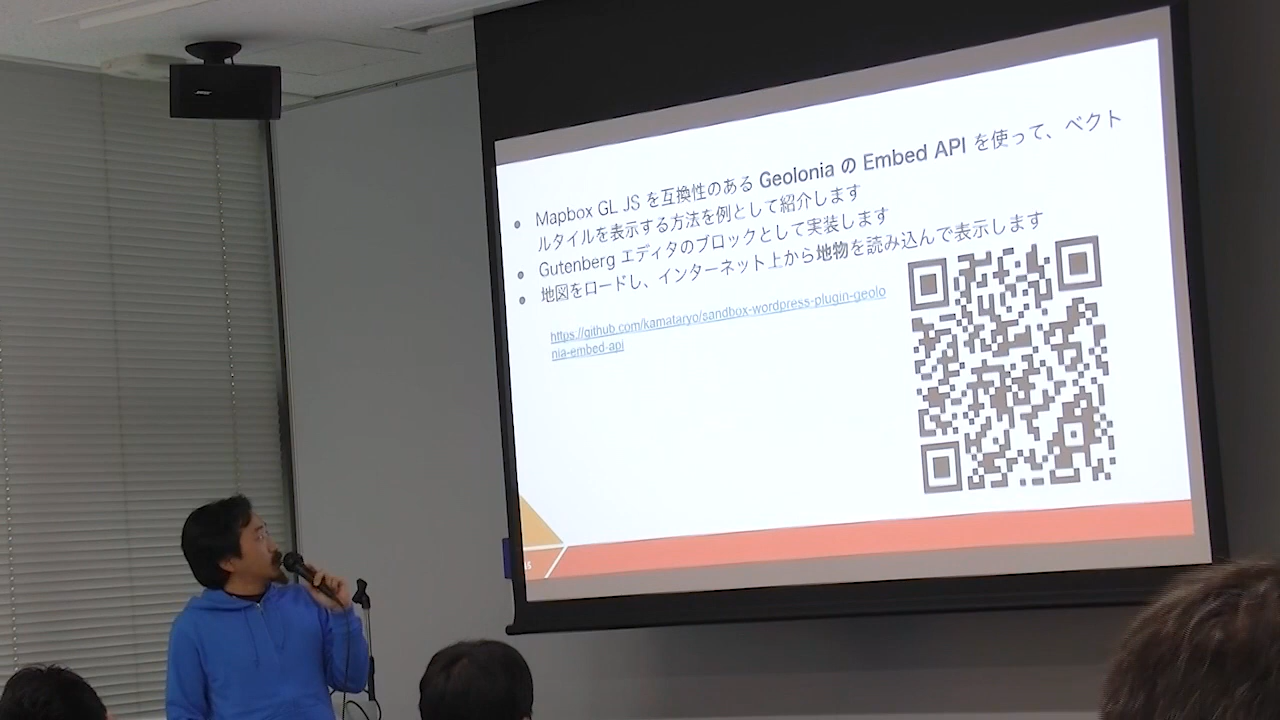 BOSE
Mapbox GL JS を互換性のある Geolonia の Embed API を使って、ベクト
ルタイルを表示する方法を例として紹介します
Gutenberg エディタのブロックとして実装します
地図をロードし、インターネット上から地物を読み込んで表示します
https://github.com/kamataryo/sandbox-wordpress-plugin-geolo
nia-embed-api